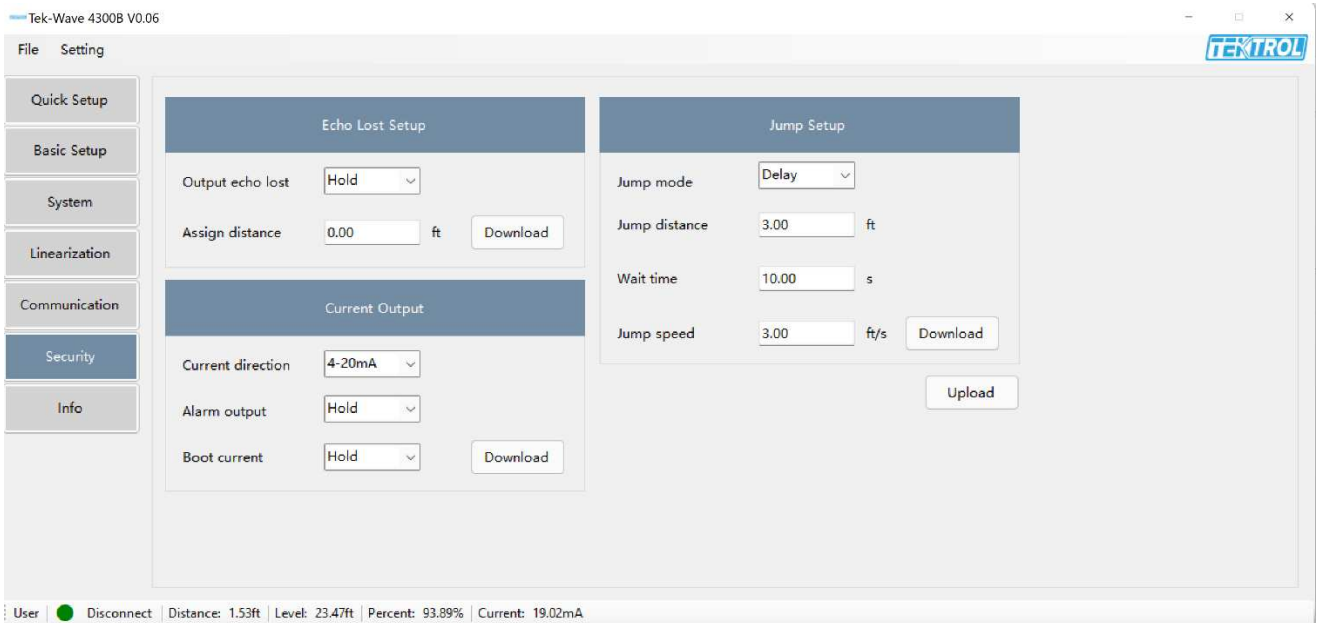 Tek-Wave 4300B V0.06
File Setting
TEKTROL
Quick Setup
Basic Setup
System
Linearization
Communication
Security
Info
Echo Lost Setup
Output echo lost Hold
Assign distance 0.00 ft Download
Current Output
Current direction 4-20mA
Alarm output Hold
Boot current Hold Download
Jump Setup
Jump mode Delay
Jump distance 3.00 ft
Wait time 10.00 s
Jump speed 3.00 ft/s Download
Upload
User Disconnect Distance: 1.53ft Level: 23.47ft Percent: 93.89% Current: 19.02mA